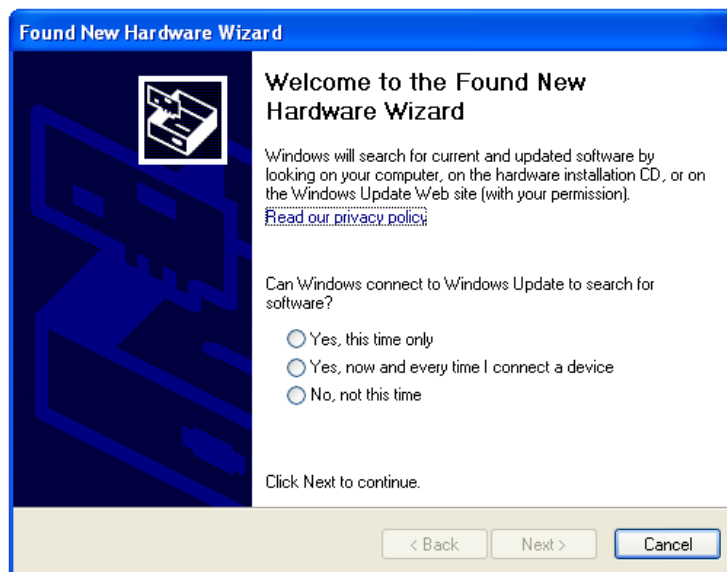 Found New Hardware Wizard
Welcome to the Found New
Hardware Wizard
Windows will search for current and updated software by
looking on your computer, on the hardware installation CD, or on
the Windows Update Web site (with your permission).
Read our privacy policy
Can Windows connect to Windows Update to search for
software?
Yes, this time only
Yes, now and every time I connect a device
No, not this time
Click Next to continue.
< Back
Next >
Cancel